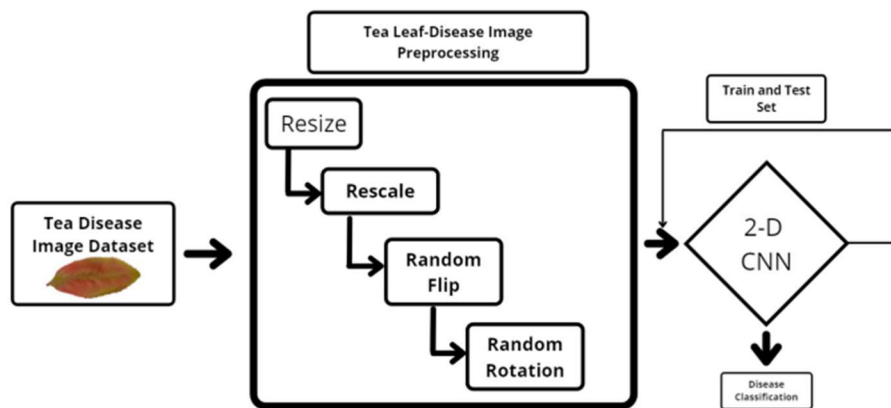 Tea Leaf-Disease Image
Preprocessing
Resize
Rescale
Random
Flip
Random
Rotation
Tea Disease
Image Dataset
Train and Test
Set
2-D
CNN
Disease
Classification